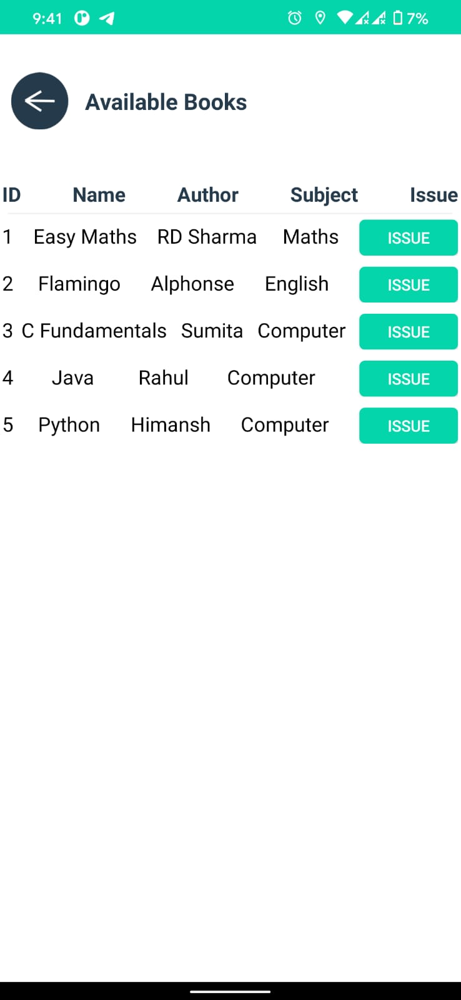 9:41 7%
Available Books
ID Name Author Subject Issue
1 Easy Maths RD Sharma Maths ISSUE
2 Flamingo Alphonse English ISSUE
3 C Fundamentals Sumita Computer ISSUE
4 Java Rahul Computer ISSUE
5 Python Himansh Computer ISSUE